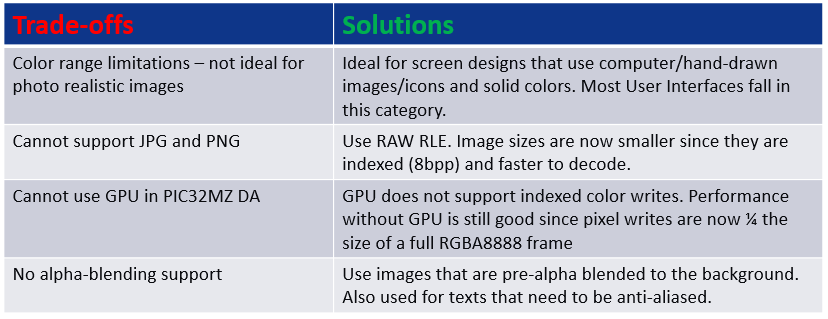 Trade-offs
Solutions
Color range limitations – not ideal for
photo realistic images
Ideal for screen designs that use computer/hand-drawn
images/icons and solid colors. Most User Interfaces fall in
this category.
Cannot support JPG and PNG
Use RAW RLE. Image sizes are now smaller since they are
indexed (8bpp) and faster to decode.
Cannot use GPU in PIC32MZ DA
GPU does not support indexed color writes. Performance
without GPU is still good since pixel writes are now ¼ the
size of a full RGBA8888 frame
No alpha-blending support
Use images that are pre-alpha blended to the background.
Also used for texts that need to be anti-aliased.